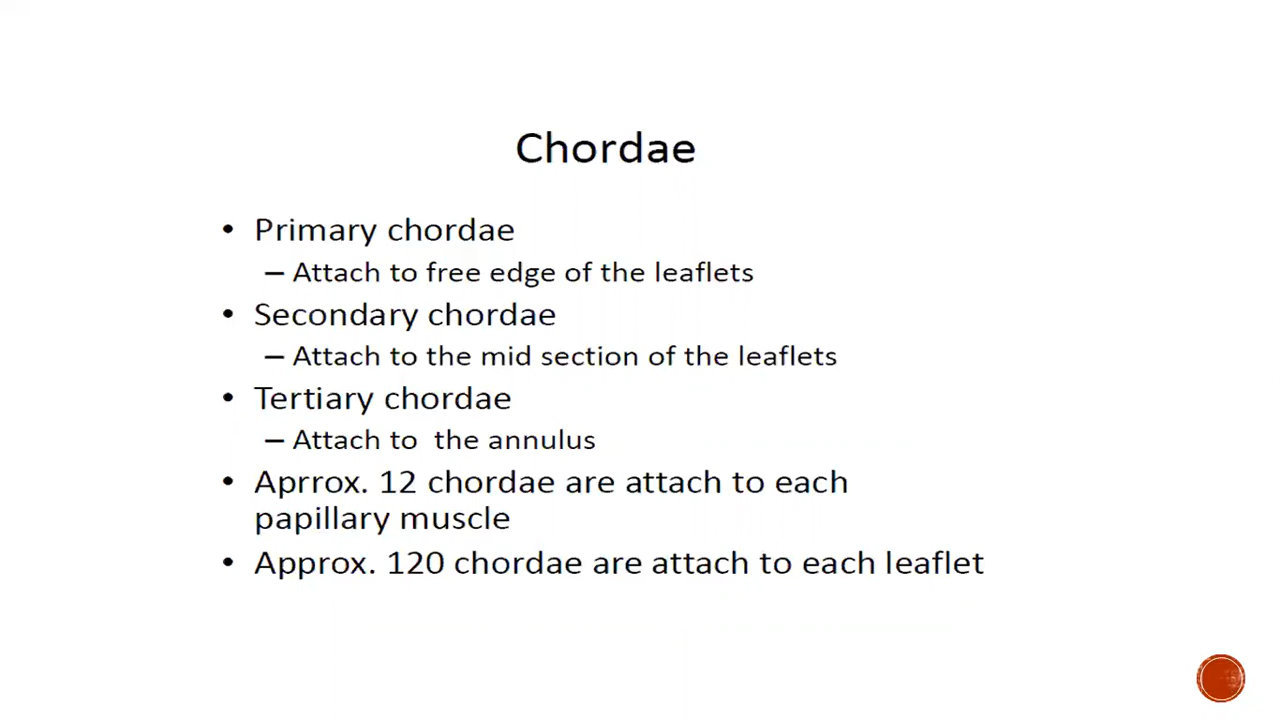 Chordae
• Primary chordae
– Attach to free edge of the leaflets
• Secondary chordae
– Attach to the mid section of the leaflets
• Tertiary chordae
– Attach to the annulus
• Aprrox. 12 chordae are attach to each
papillary muscle
• Approx. 120 chordae are attach to each leaflet